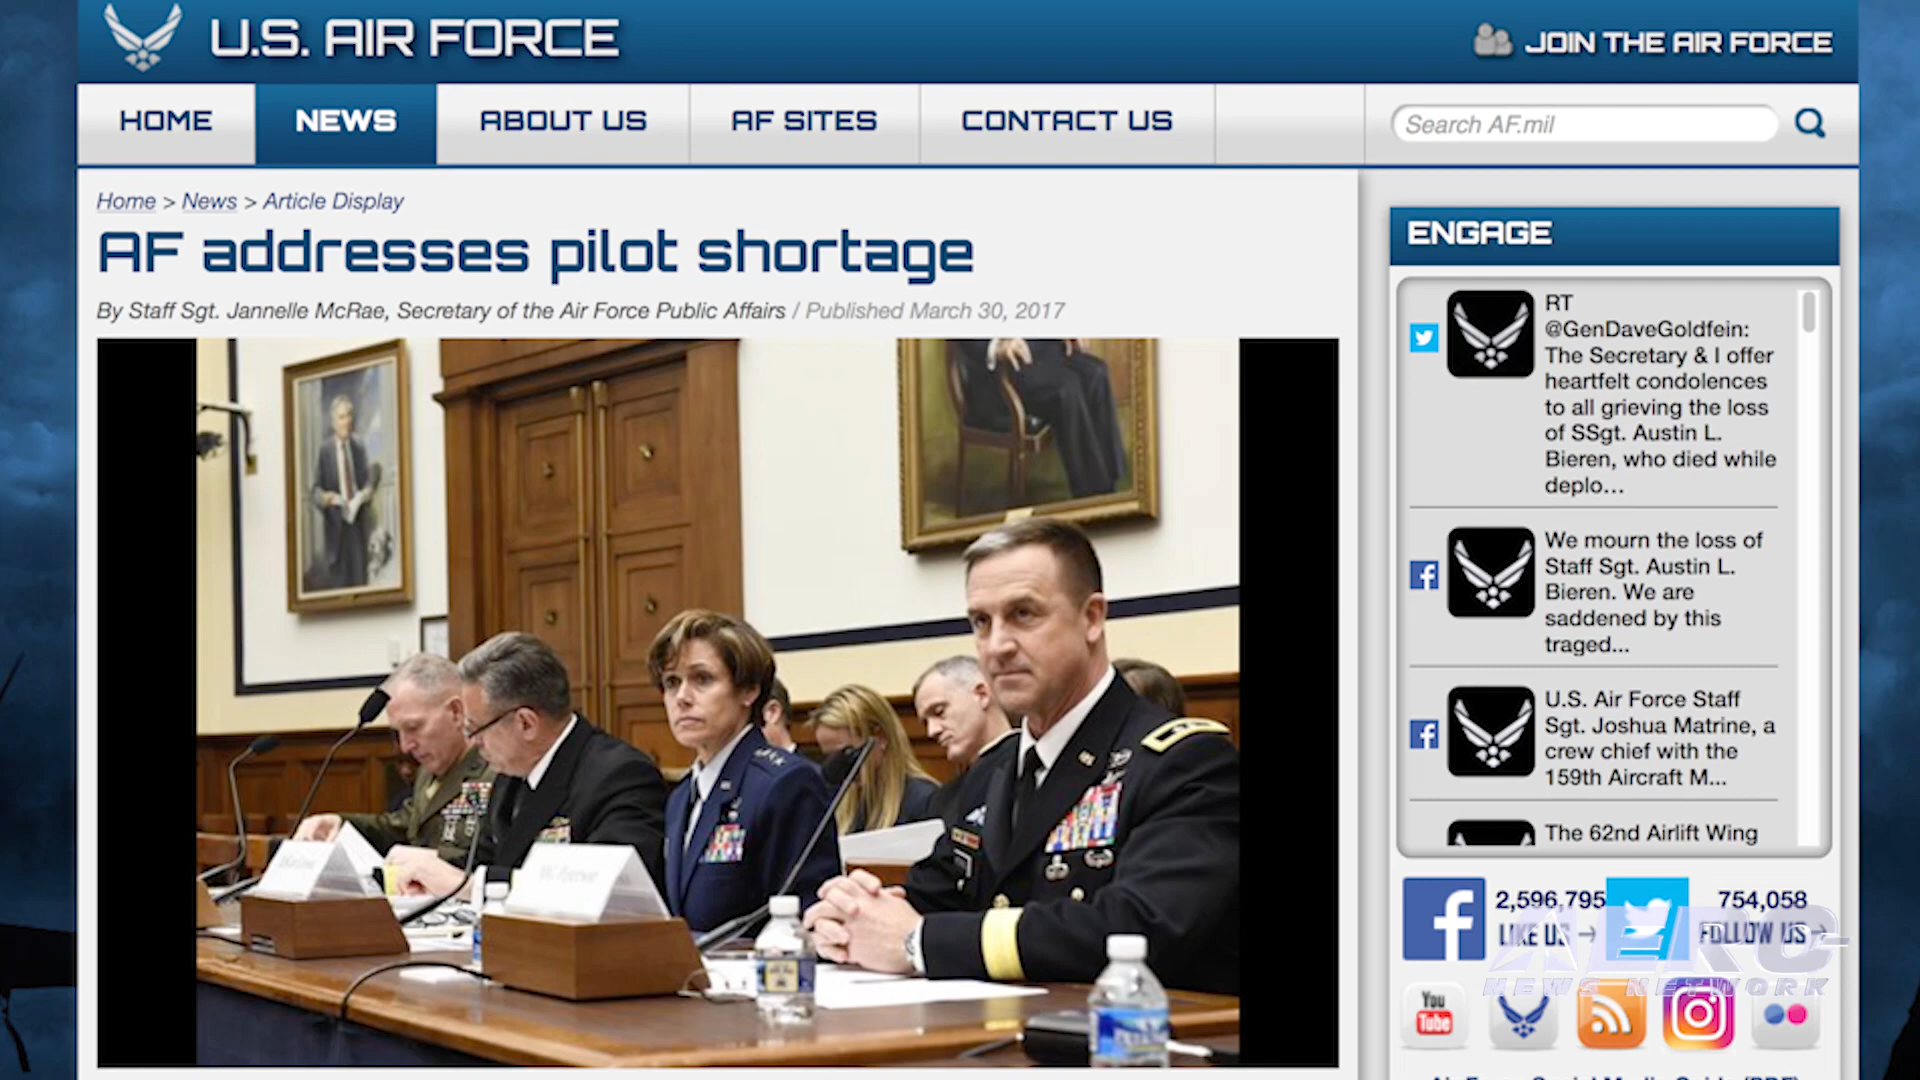 U.S. AIR FORCE
JOIN THE AIR FORCE
HOME
NEWS
ABOUT US
AF SITES
CONTACT US
Search AF.mil
Home > News > Article Display
AF addresses pilot shortage
By Staff Sgt. Jannelle McRae, Secretary of the Air Force Public Affairs / Published March 30, 2017
ENGAGE
RT
@GenDaveGoldfein:
The Secretary & I offer
heartfelt condolences
to all grieving the loss
of SSgt. Austin L.
Bieren, who died while
deplo...
We mourn the loss of
Staff Sgt. Austin L.
Bieren. We are
saddened by this
traged...
U.S. Air Force Staff
Sgt. Joshua Matrine, a
crew chief with the
159th Aircraft M...
The 62nd Airlift Wing
2,596,795
LIKE US
754,058
FOLLOW US
AERO
NEWS NETWORK
You
Tube